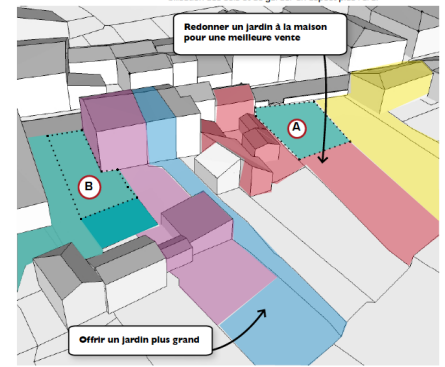 Redonner un jardin à la maison
pour une meilleure vente
A
B
Offrir un jardin plus grand